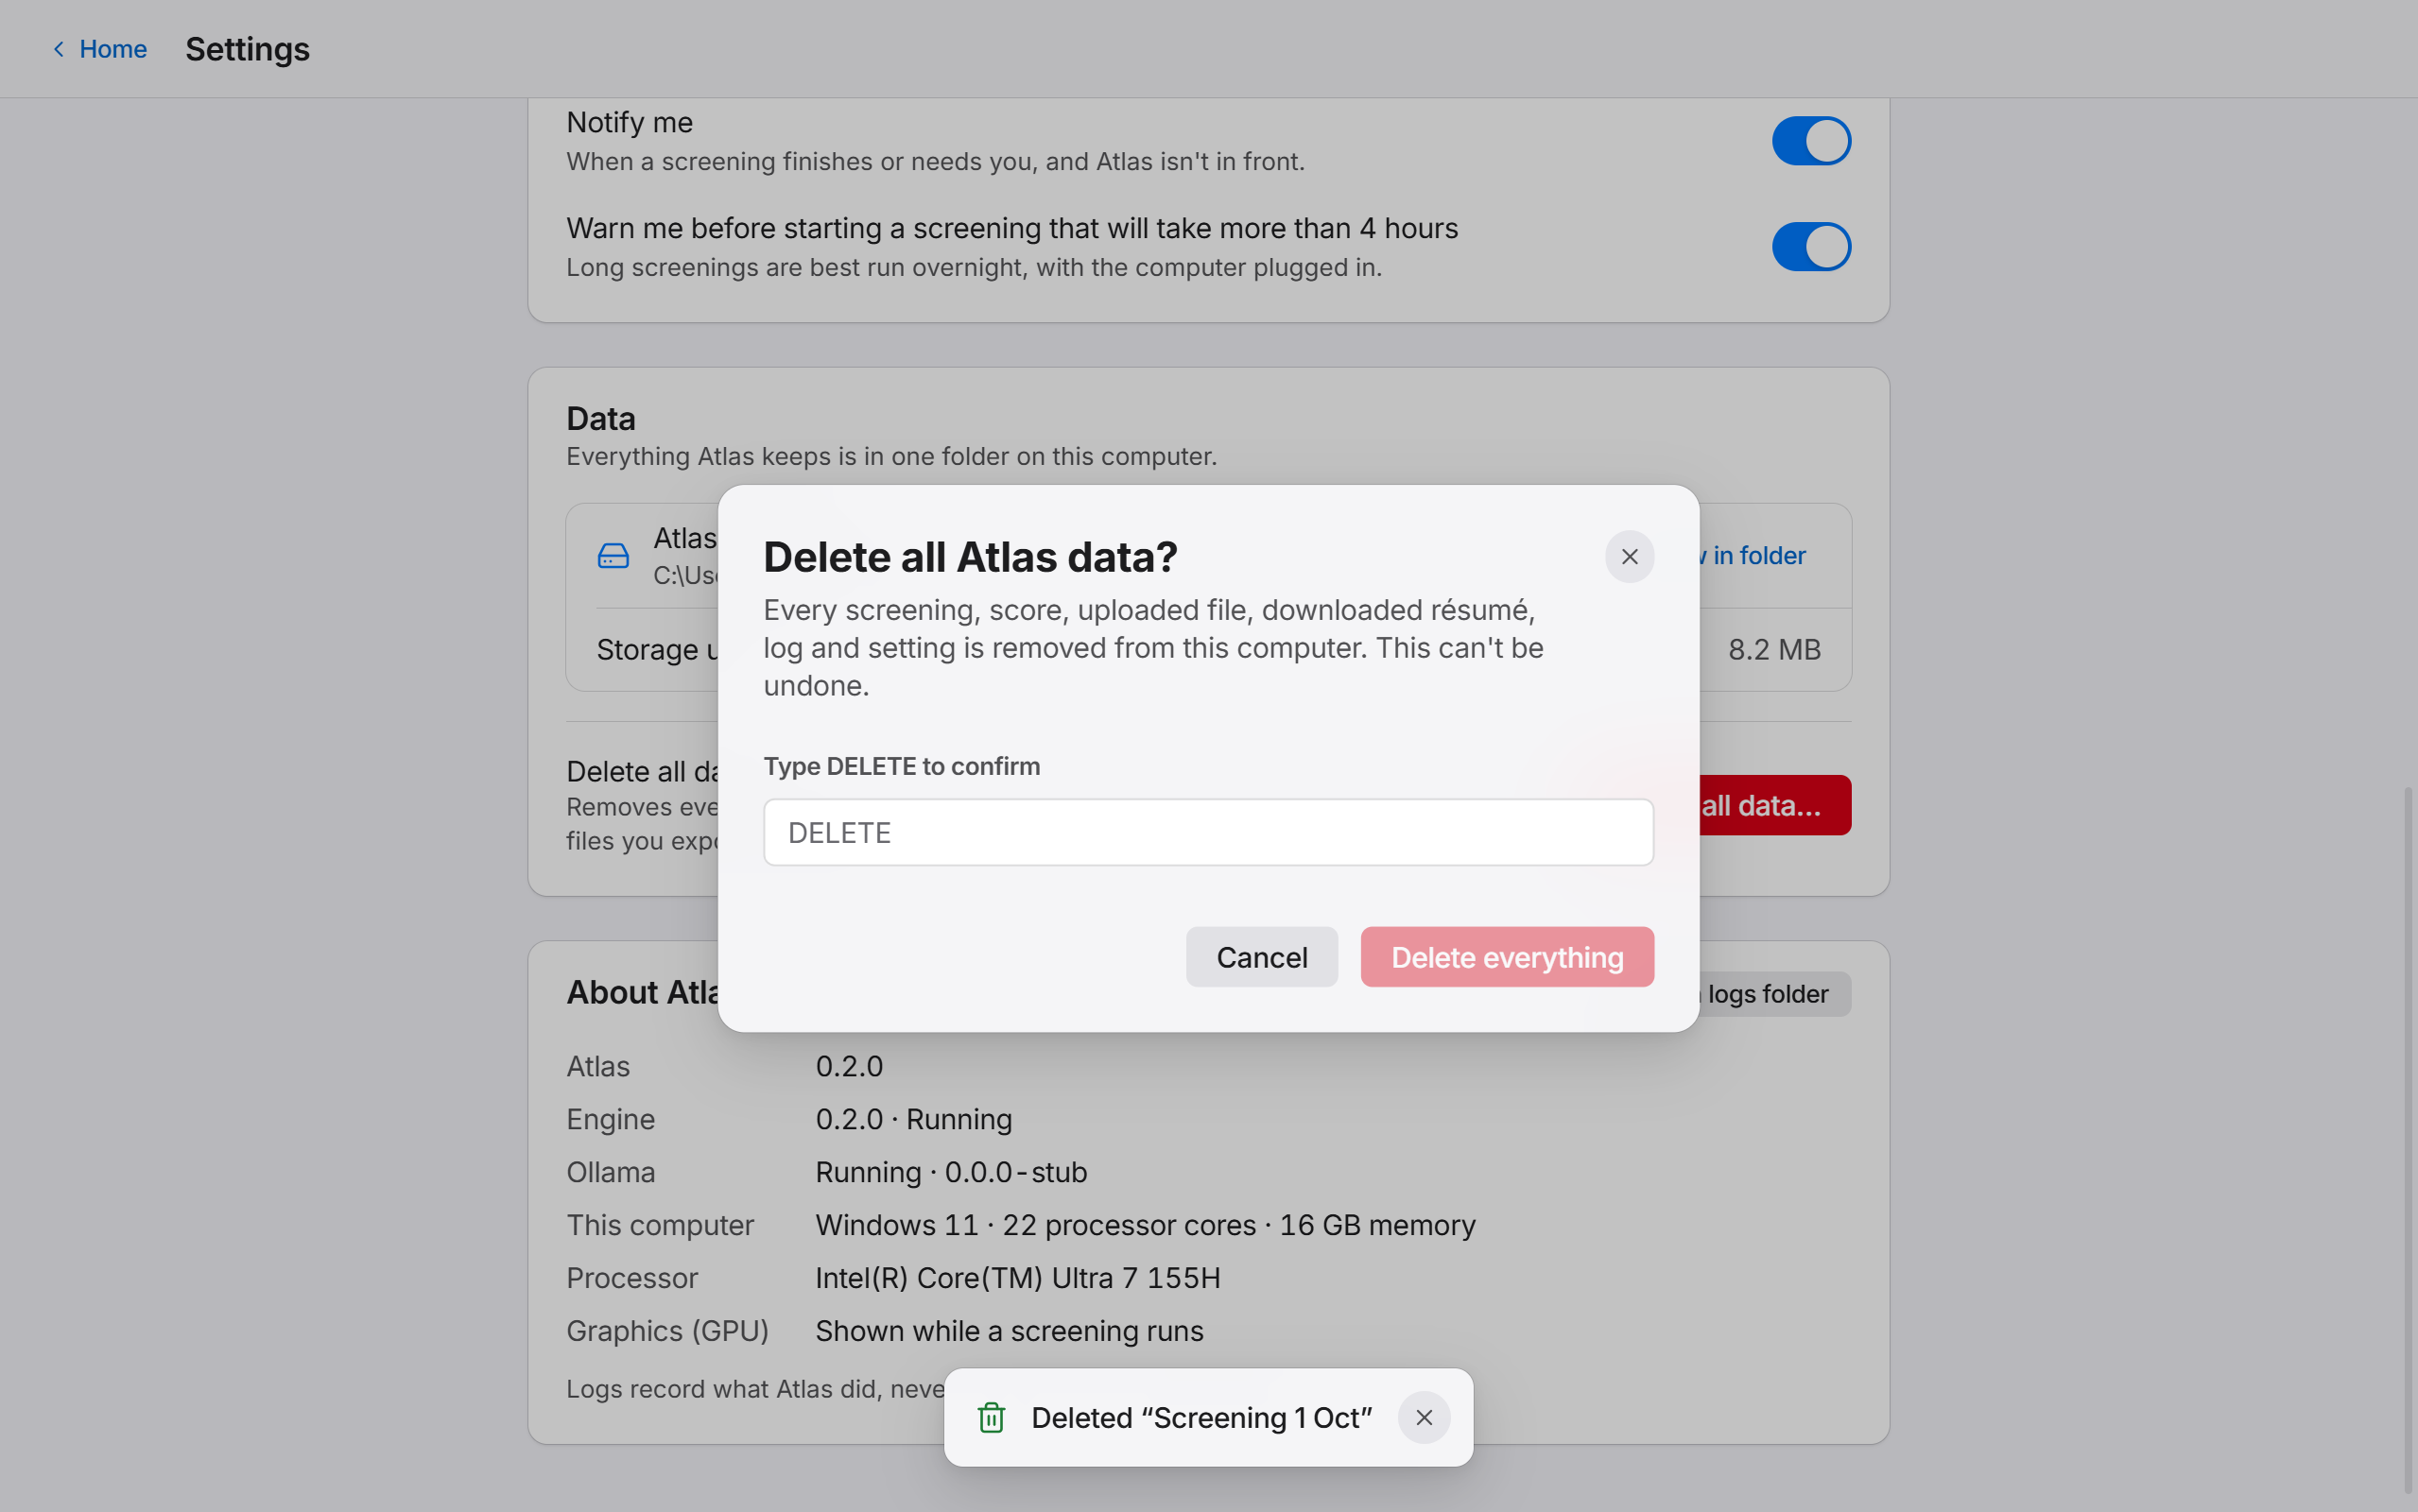 Home Settings
Notify me
When a screening finishes or needs you, and Atlas isn't in front.
Warn me before starting a screening that will take more than 4 hours
Long screenings are best run overnight, with the computer plugged in.
Data
Everything Atlas keeps is in one folder on this computer.
Atlas
C:\Use
in folder
Storage
8.2 MB
Delete all
Removes
files you
all data...
Delete all Atlas data?
Every screening, score, uploaded file, downloaded résumé,
log and setting is removed from this computer. This can't be
undone.
Type DELETE to confirm
DELETE
Cancel Delete everything
About
logs folder
Atlas 0.2.0
Engine 0.2.0 · Running
Ollama Running · 0.0.0-stub
This computer Windows 11 · 22 processor cores · 16 GB memory
Processor Intel(R) Core(TM) Ultra 7 155H
Graphics (GPU) Shown while a screening runs
Logs record what Atlas did,
Deleted “Screening 1 Oct”